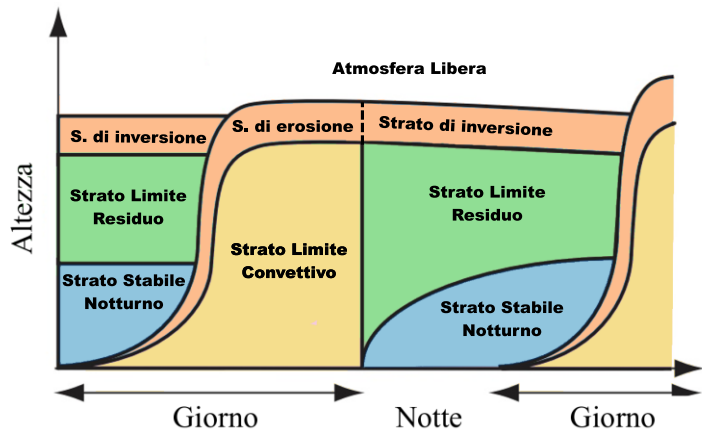 Atmosfera Libera
Altezza
S. di inversione
S. di erosione
Strato di inversione
Strato Limite
Residuo
Strato Limite
Residuo
Strato Limite
Convettivo
Strato Stabile
Notturno
Strato Stabile
Notturno
Giorno
Notte
Giorno